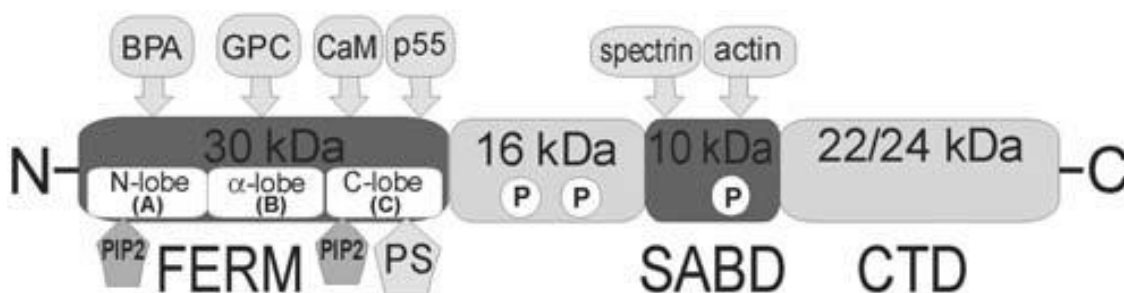 BPA GPC CaM p55 spectrin actin
N 30 kDa 16 kDa 10 kDa 22/24 kDa C
N-lobe α-lobe C-lobe P P P
(A) (B) (C)
PIP2 FERM PIP2 PS SABD CTD